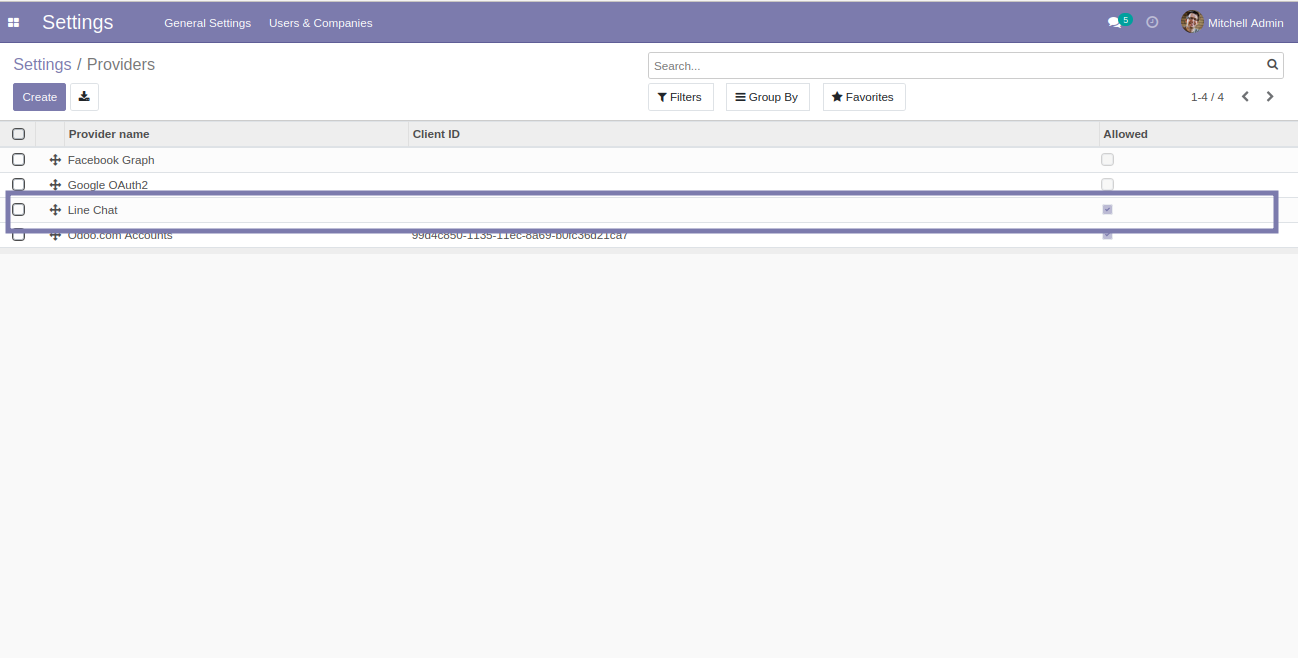 Settings General Settings Users & Companies 5 Mitchell Admin
Settings / Providers
Search...
Create
Filters Group By Favorites 1-4 / 4
Provider name Client ID Allowed
Facebook Graph
Google OAuth2
Line Chat
Odoo.com Accounts 99d4c850-1135-11ec-8a69-b0fc36d21ca7